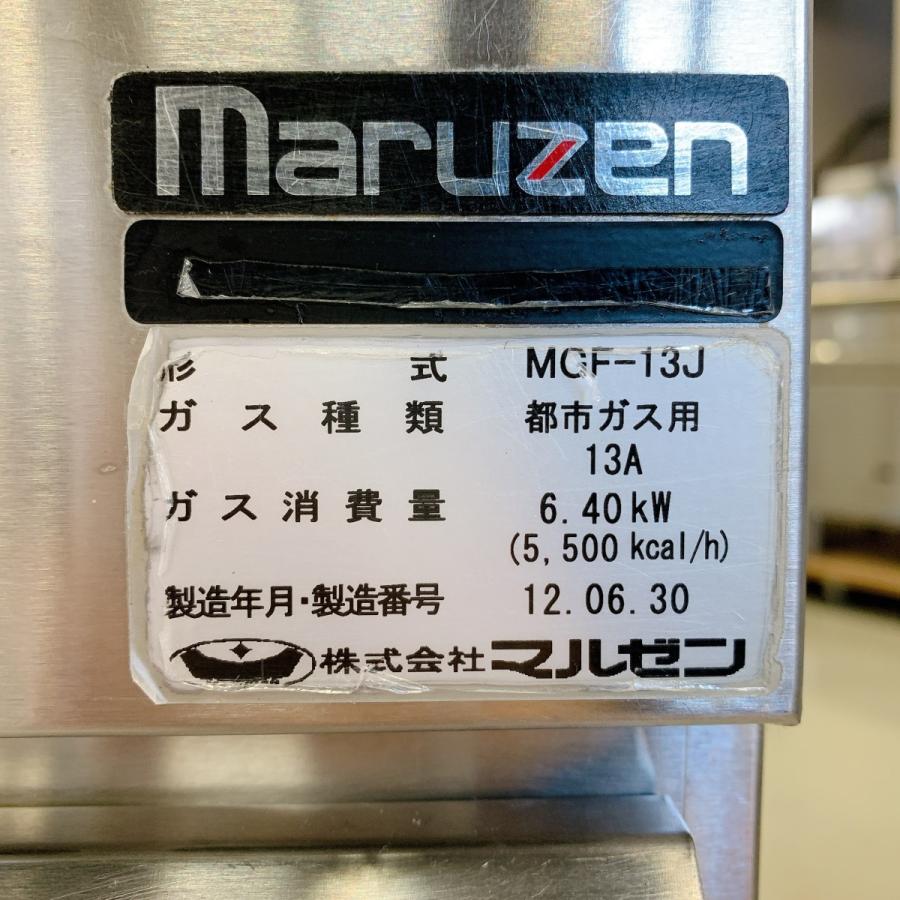 maruzen
形式 MGF-13J
ガス種類 都市ガス用
13A
ガス消費量 6.40kW
(5,500kcal/h)
製造年月・製造番号 12.06.30
株式会社マルゼン